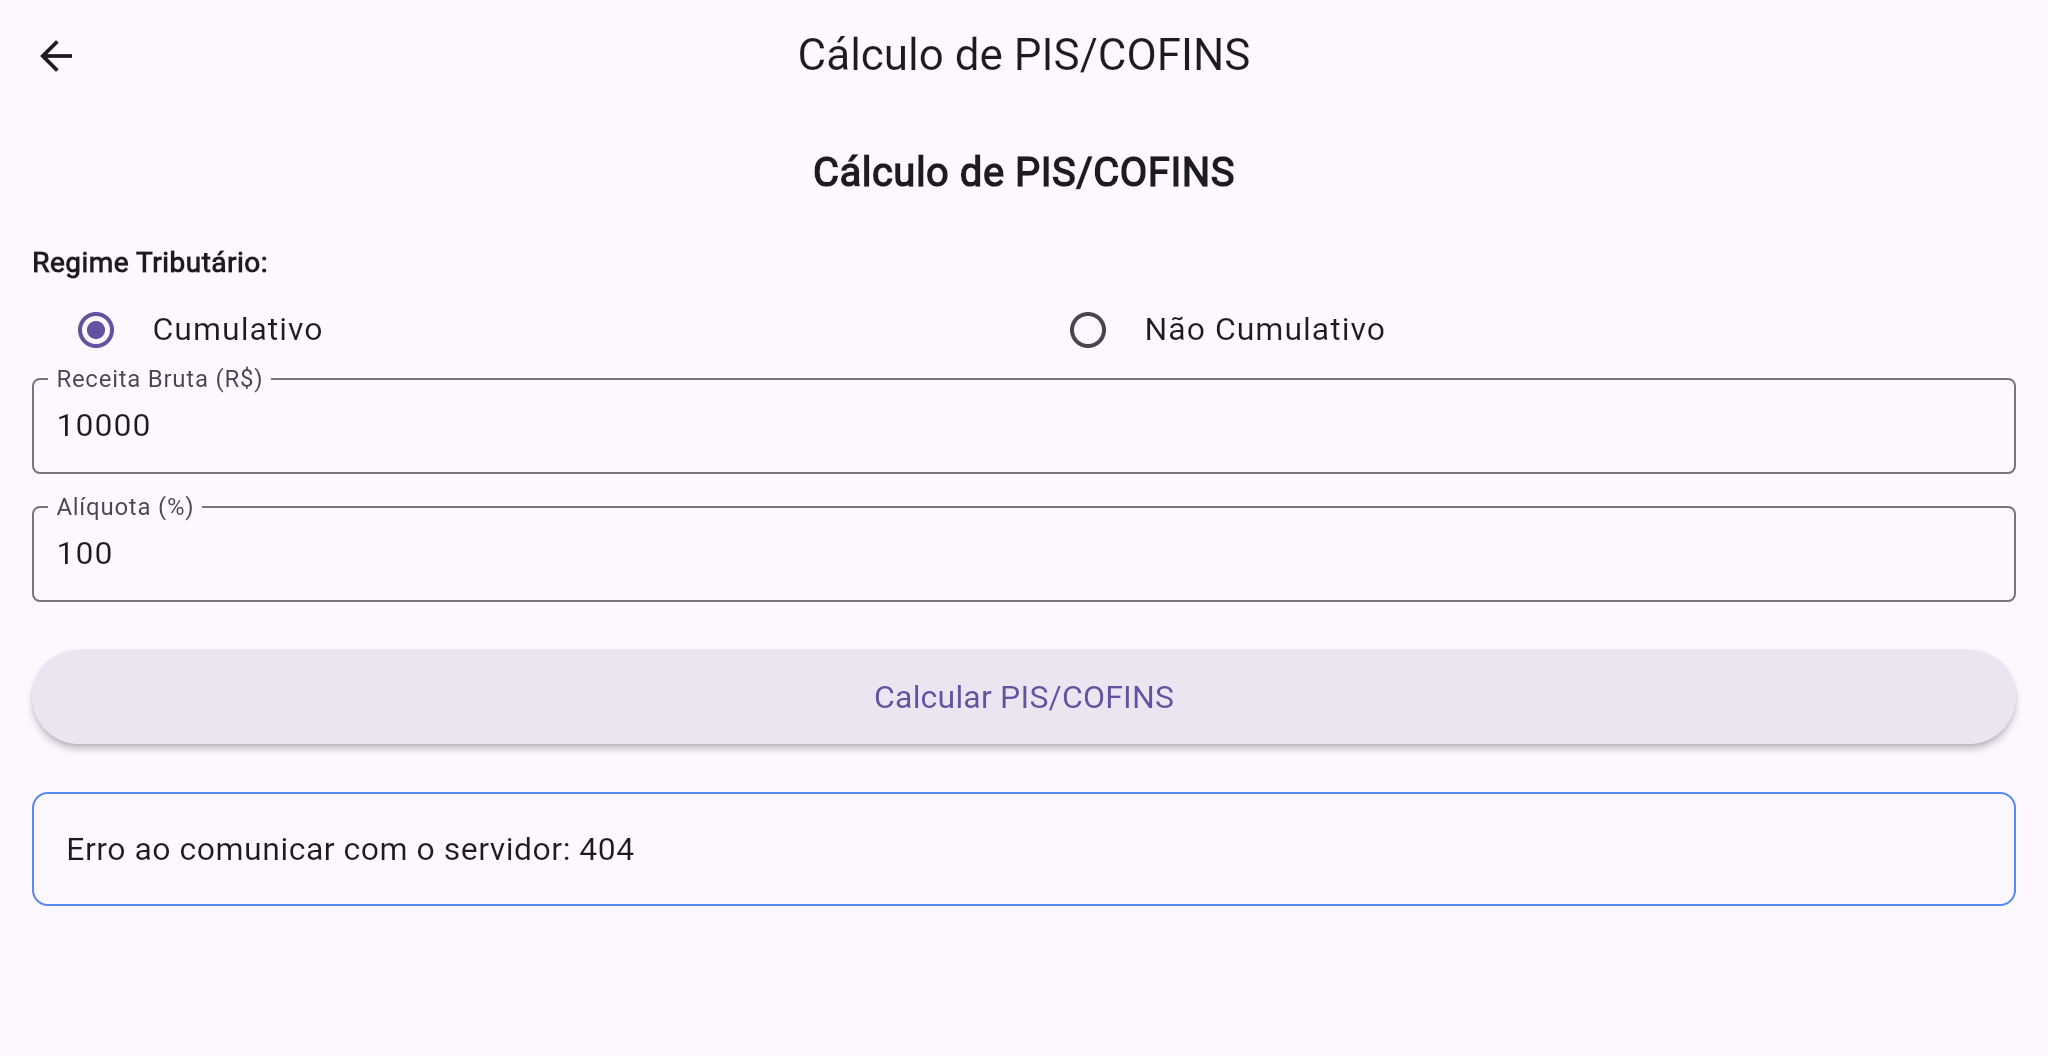 Cálculo de PIS/COFINS
Cálculo de PIS/COFINS
Regime Tributário:
Cumulativo
Não Cumulativo
Receita Bruta (R$)
10000
Alíquota (%)
100
Calcular PIS/COFINS
Erro ao comunicar com o servidor: 404